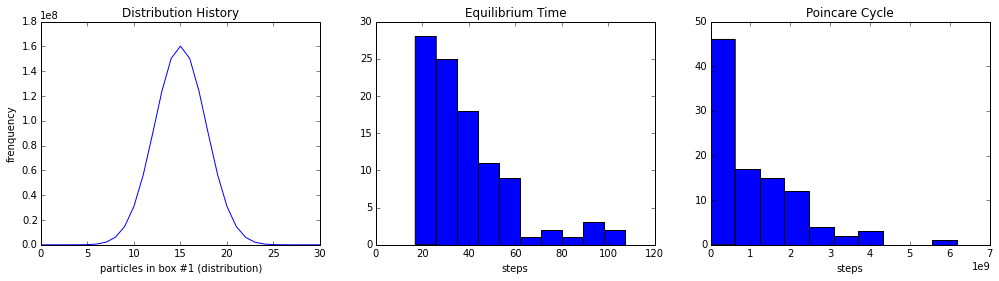 Distribution History
1e8
1.8
1.6
1.4
1.2
1.0
0.8
0.6
0.4
0.2
0.0
frenquency
0 5 10 15 20 25 30
particles in box #1 (distribution)
Equilibrium Time
30
25
20
15
10
5
0
0 20 40 60 80 100 120
steps
Poincare Cycle
50
40
30
20
10
0
0 1 2 3 4 5 6 7
1e9
steps